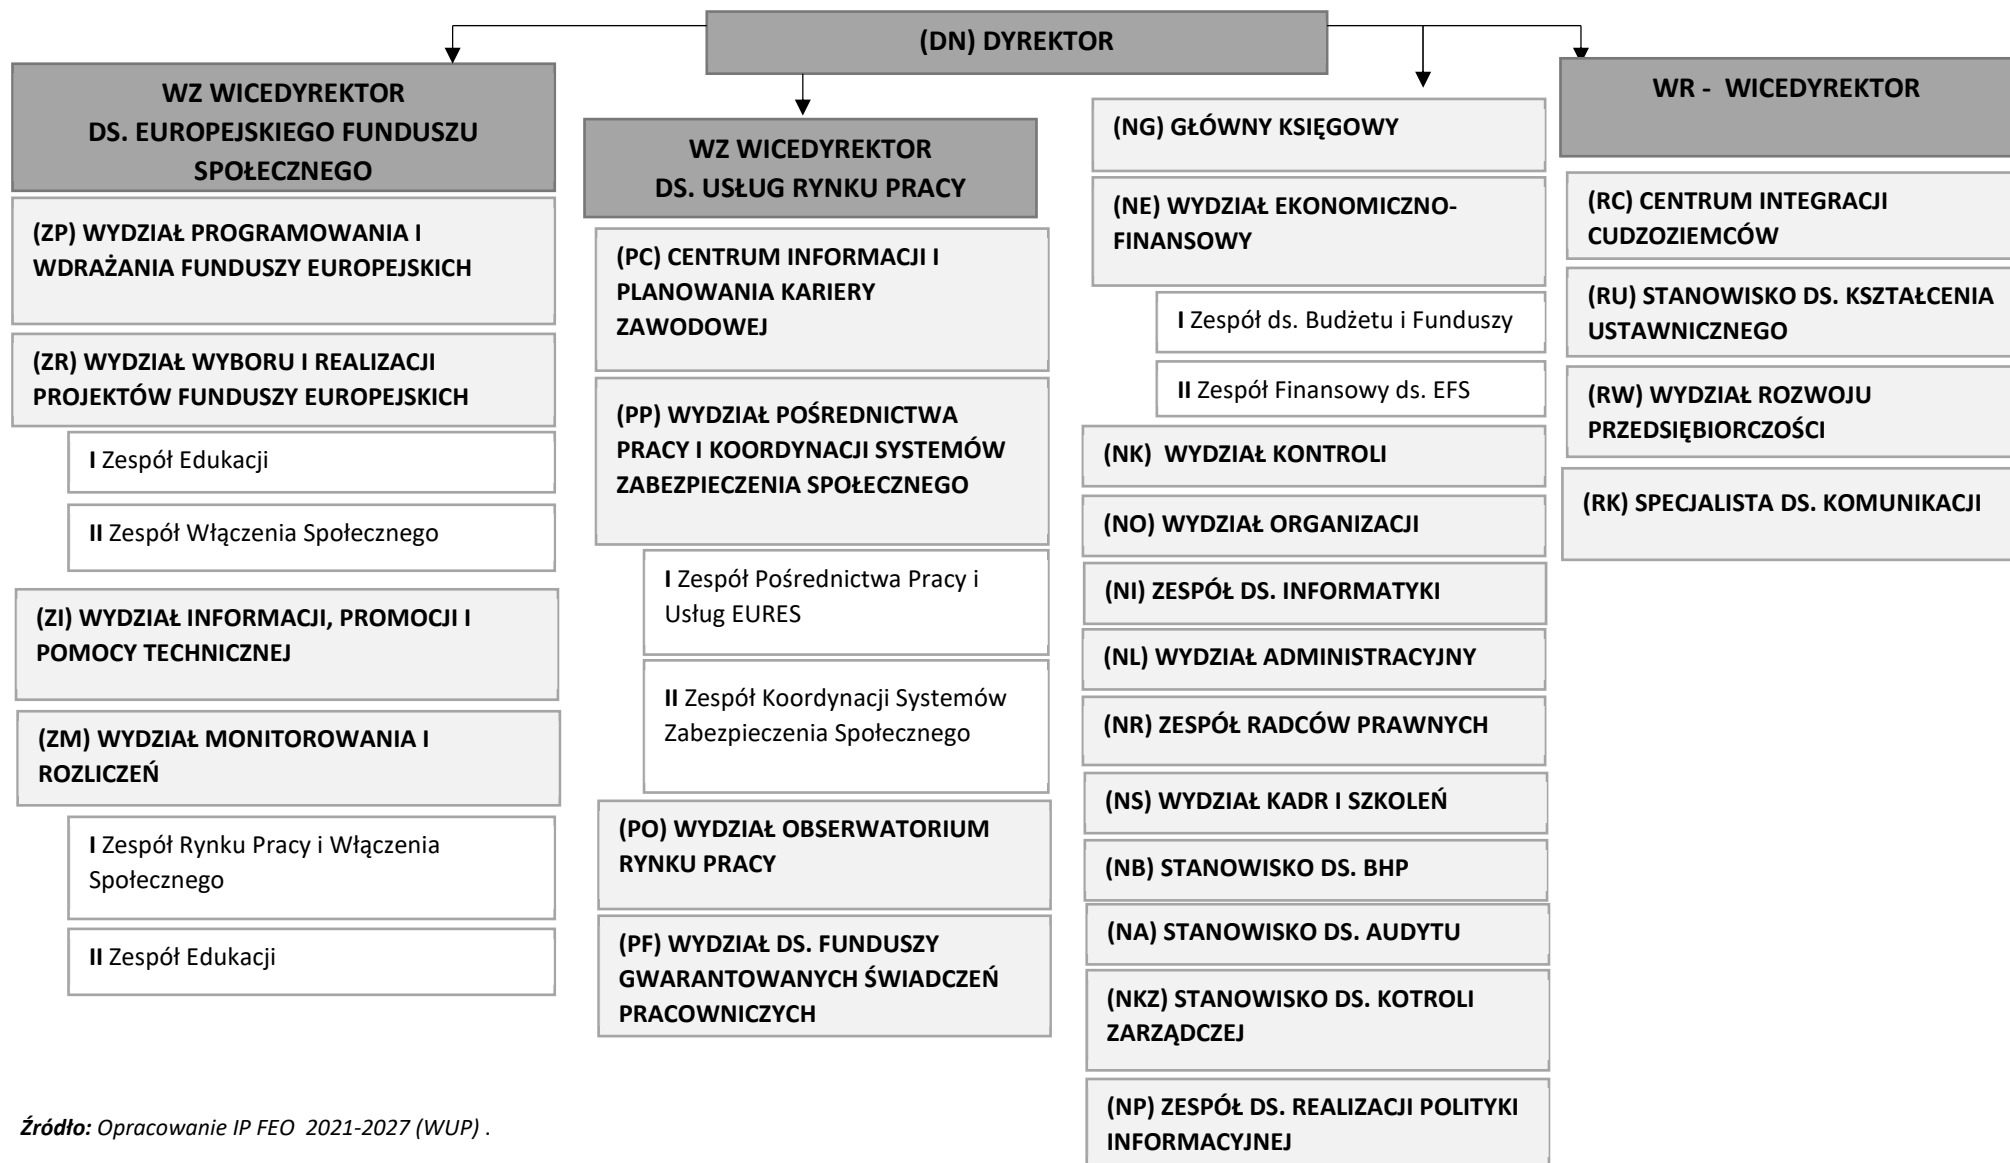 (DN) DYREKTOR
WZ WICEDYREKTOR
DS. EUROPEJSKIEGO FUNDUSZU
SPOŁECZNEGO
(ZP) WYDZIAŁ PROGRAMOWANIA I
WDRAŻANIA FUNDUSZY EUROPEJSKICH
(ZR) WYDZIAŁ WYBORU I REALIZACJI
PROJEKTÓW FUNDUSZY EUROPEJSKICH
I Zespół Edukacji
II Zespół Włączenia Społecznego
(ZI) WYDZIAŁ INFORMACJI, PROMOCJI I
POMOCY TECHNICZNEJ
(ZM) WYDZIAŁ MONITOROWANIA I
ROZLICZEŃ
I Zespół Rynku Pracy i Włączenia
Społecznego
II Zespół Edukacji
WZ WICEDYREKTOR
DS. USŁUG RYNKU PRACY
(PC) CENTRUM INFORMACJI I
PLANOWANIA KARIERY
ZAWODOWEJ
(PP) WYDZIAŁ POŚREDNICTWA
PRACY I KOORDYNACJI SYSTEMÓW
ZABEZPIECZENIA SPOŁECZNEGO
I Zespół Pośrednictwa Pracy i
Usług EURES
II Zespół Koordynacji Systemów
Zabezpieczenia Społecznego
(PO) WYDZIAŁ OBSERWATORIUM
RYNKU PRACY
(PF) WYDZIAŁ DS. FUNDUSZY
GWARANTOWANYCH ŚWIADCZEŃ
PRACOWNICZYCH
(NG) GŁÓWNY KSIĘGOWY
(NE) WYDZIAŁ EKONOMICZNO-
FINANSOWY
I Zespół ds. Budżetu i Funduszy
II Zespół Finansowy ds. EFS
(NK) WYDZIAŁ KONTROLI
(NO) WYDZIAŁ ORGANIZACJI
(NI) ZESPÓŁ DS. INFORMATYKI
(NL) WYDZIAŁ ADMINISTRACYJNY
(NR) ZESPÓŁ RADCÓW PRAWNYCH
(NS) WYDZIAŁ KADR I SZKOLEŃ
(NB) STANOWISKO DS. BHP
(NA) STANOWISKO DS. AUDYTU
(NKZ) STANOWISKO DS. KOTROLI
ZARZĄDCZEJ
(NP) ZESPÓŁ DS. REALIZACJI POLITYKI
INFORMACYJNEJ
WR - WICEDYREKTOR
(RC) CENTRUM INTEGRACJI
CUDZOZIEMCÓW
(RU) STANOWISKO DS. KSZTAŁCENIA
USTAWNICZNEGO
(RW) WYDZIAŁ ROZWOJU
PRZEDSIĘBIORCZOŚCI
(RK) SPECJALISTA DS. KOMUNIKACJI
Źródło: Opracowanie IP FEO 2021-2027 (WUP) .